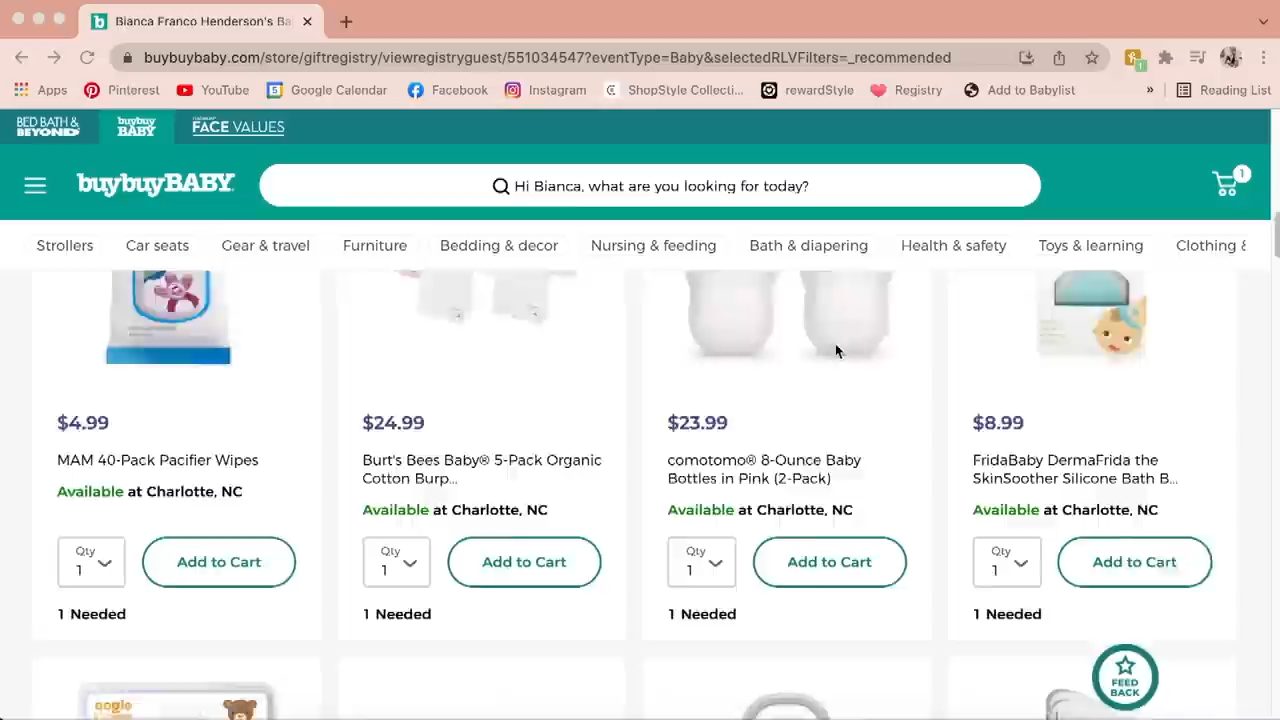 Bianca Franco Henderson's Ba
buybuybaby.com/store/giftregistry/viewregistryguest/551034547?eventType=Baby&selectedRLVFilters=_recommended
1
Apps Pinterest YouTube 5 Google Calendar Facebook Instagram ShopStyle Collecti... rewardStyle Registry Add to Babylist » Reading List
BED BATH & BEYOND buybuy BABY FACE VALUES
buybuyBABY Hi Bianca, what are you looking for today? 1
Strollers Car seats Gear & travel Furniture Bedding & decor Nursing & feeding Bath & diapering Health & safety Toys & learning Clothing &
$4.99 $24.99 $23.99 $8.99
MAM 40-Pack Pacifier Wipes
Available at Charlotte, NC
Burt's Bees Baby® 5-Pack Organic
Cotton Burp...
Available at Charlotte, NC
comotomo® 8-Ounce Baby
Bottles in Pink (2-Pack)
Available at Charlotte, NC
FridaBaby DermaFrida the
SkinSoother Silicone Bath B...
Available at Charlotte, NC
Qty Qty Qty Qty
1 Add to Cart 1 Add to Cart 1 Add to Cart 1 Add to Cart
1 Needed 1 Needed 1 Needed 1 Needed
FEED
BACK
oogie